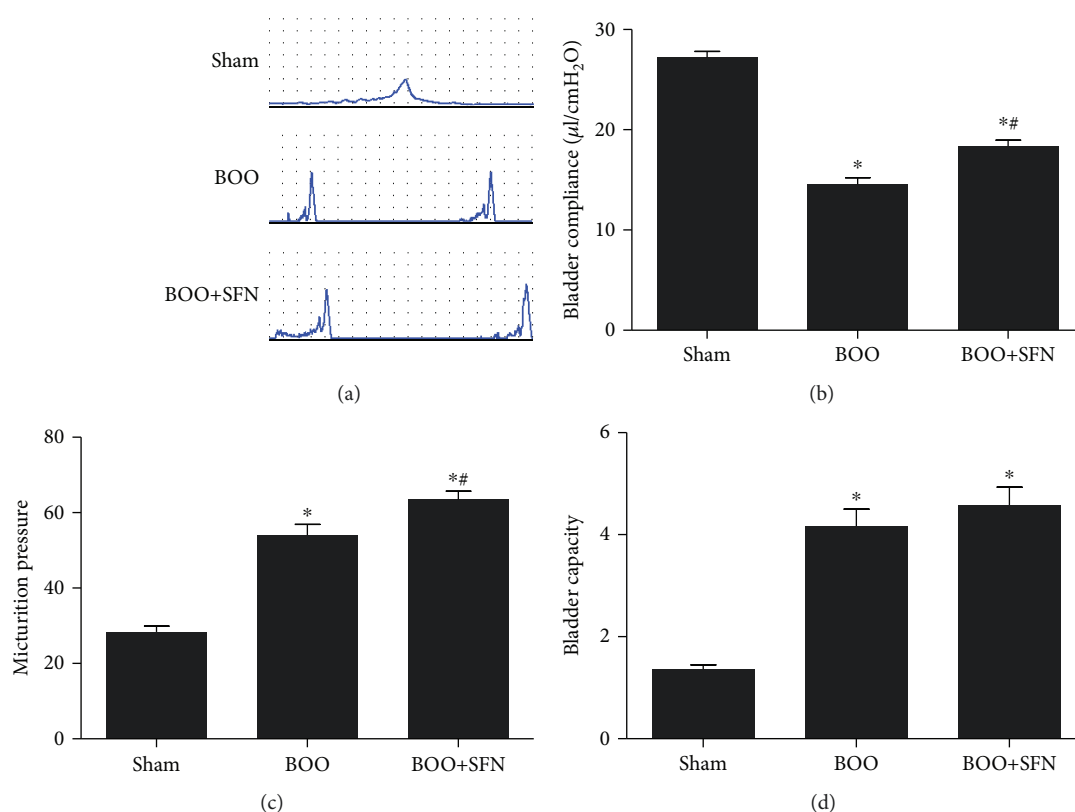 Sham
BOO
BOO+SFN
(a)
Bladder compliance (μl/cmH₂O)
30
20
10
0
*
*#
Sham BOO BOO+SFN
(b)
Micturition pressure
80
60
40
20
0
*
*#
Sham BOO BOO+SFN
(c)
Bladder capacity
6
4
2
0
*
*
Sham BOO BOO+SFN
(d)